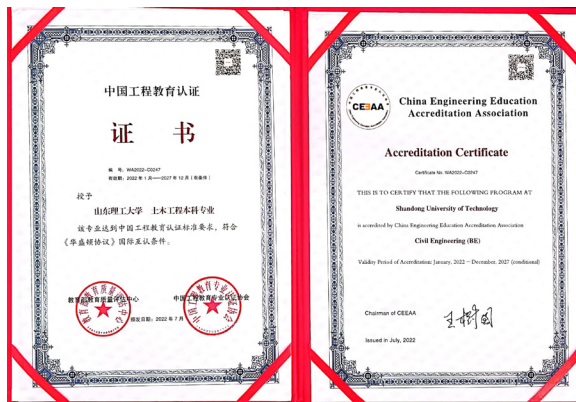 中国工程教育认证
证 书
编 号：WA2022-C0247
有效期：2022年1月——2027年12月（有条件）
授予
山东理工大学 土木工程本科专业
该专业达到中国工程教育认证标准要求，符合
《华盛顿协议》国际互认条件。
教育部教育质量评估中心
中国工程教育专业认证协会
颁发日期：2022年7月
CEEAA
China Engineering Education
Accreditation Association
Accreditation Certificate
Certificate No. WA2022-C0247
THIS IS TO CERTIFY THAT THE FOLLOWING PROGRAM AT
Shandong University of Technology
is accredited by China Engineering Education Accreditation Association
Civil Engineering (BE)
Validity Period of Accreditation: January, 2022 – December, 2027 (conditional)
Chairman of CEEAA
Issued in July, 2022